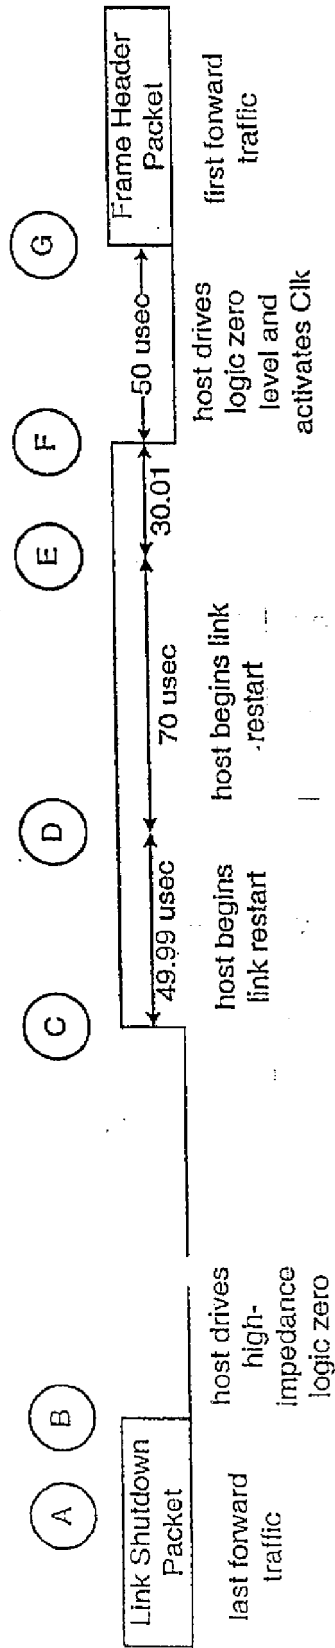 A
B
C
D
E
F
G
Link Shutdown
Packet
49.99 usec
70 usec
30.01
50 usec
Frame Header
Packet
last forward
traffic
host drives
high-
impedance
logic zero
host begins
link restart
host begins link
restart
host drives
logic zero
level and
activates Clk
first forward
traffic